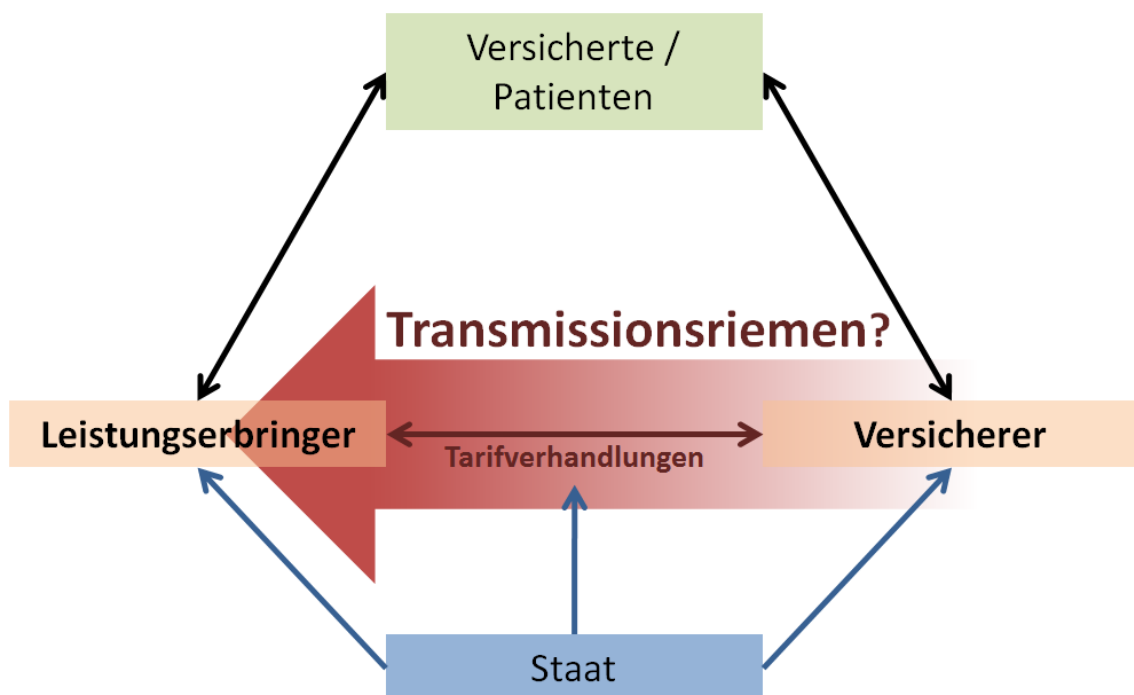 Versicherte /
Patienten
Transmissionsriemen?
Leistungserbringer
Versicherer
Tarifverhandlungen
Staat